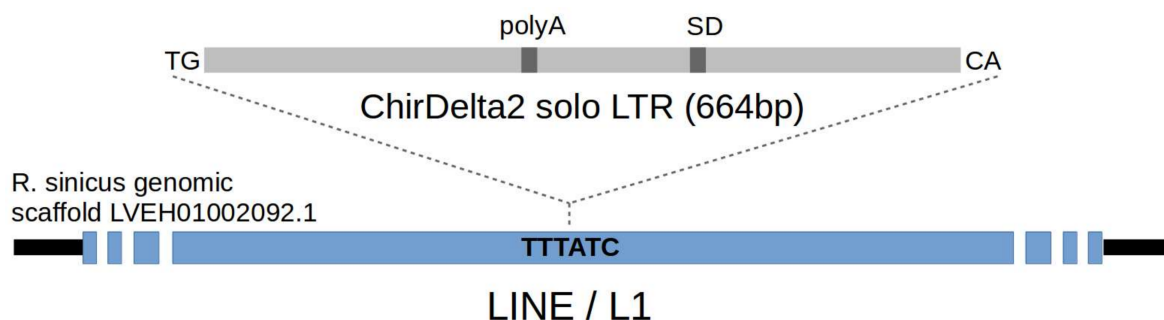 polyA SD
TG CA
ChirDelta2 solo LTR (664bp)
R. sinicus genomic
scaffold LVEH01002092.1
TTTATC
LINE / L1